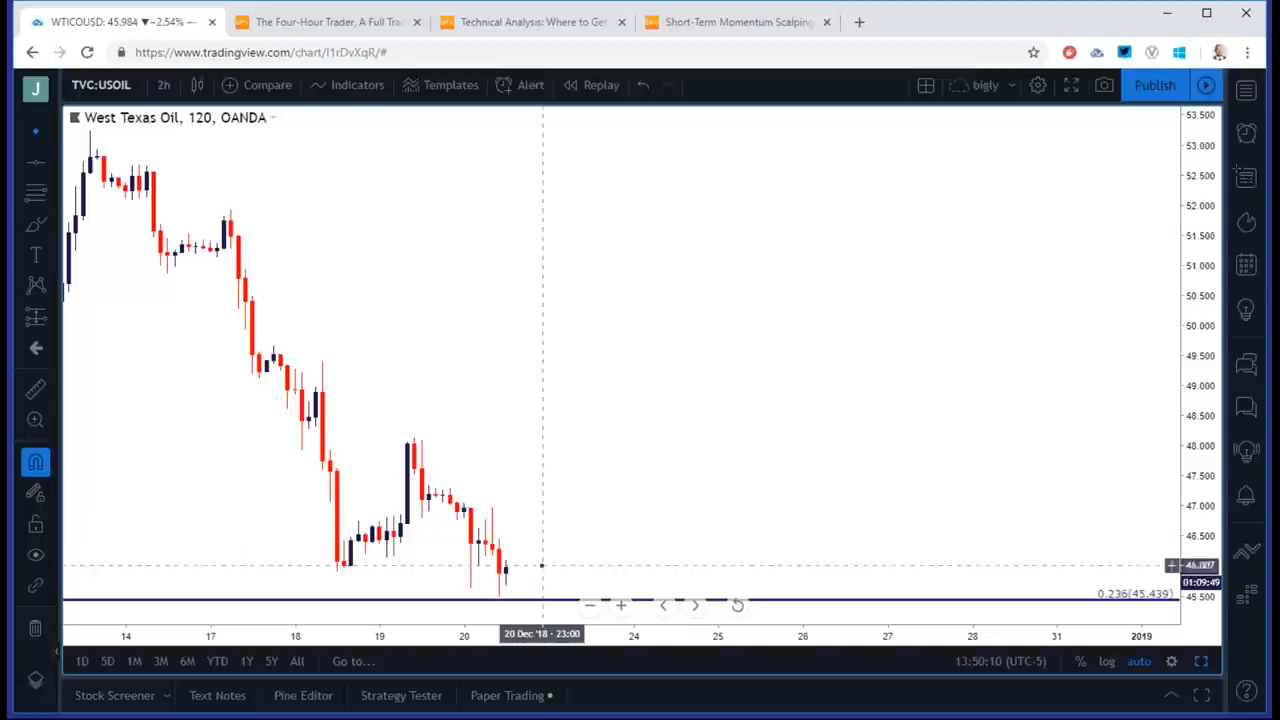 WTICOUSD: 45.984 ▼−2.54% —
The Four-Hour Trader, A Full Trai
Technical Analysis: Where to Get
Short-Term Momentum Scalping
https://www.tradingview.com/chart/I1rDvXqR/#
J
TVC:USOIL
2h
Compare
Indicators
Templates
Alert
Replay
bigly
Publish
West Texas Oil, 120, OANDA
53.500
53.000
52.500
52.000
51.500
51.000
50.500
50.000
49.500
49.000
48.500
48.000
47.500
47.000
46.500
01:09:49
0.236(45.439)
45.500
14
17
18
19
20
20 Dec '18 - 23:00
24
25
26
27
28
31
2019
1D
5D
1M
3M
6M
YTD
1Y
5Y
All
Go to...
13:50:10 (UTC-5)
%
log
auto
Stock Screener
Text Notes
Pine Editor
Strategy Tester
Paper Trading